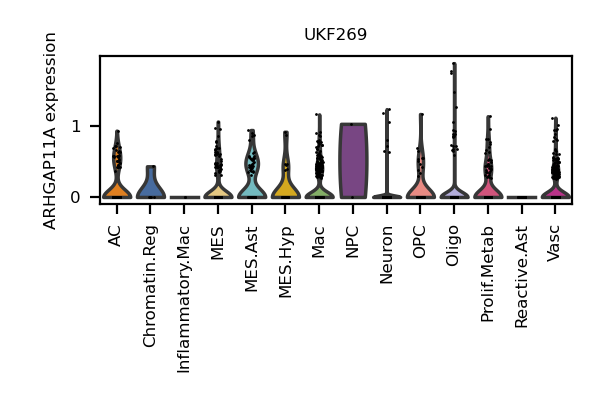 UKF269
ARHGAP11A expression
1
0
AC
Chromatin.Reg
Inflammatory.Mac
MES
MES.Ast
MES.Hyp
Mac
NPC
Neuron
OPC
Oligo
Prolif.Metab
Reactive.Ast
Vasc